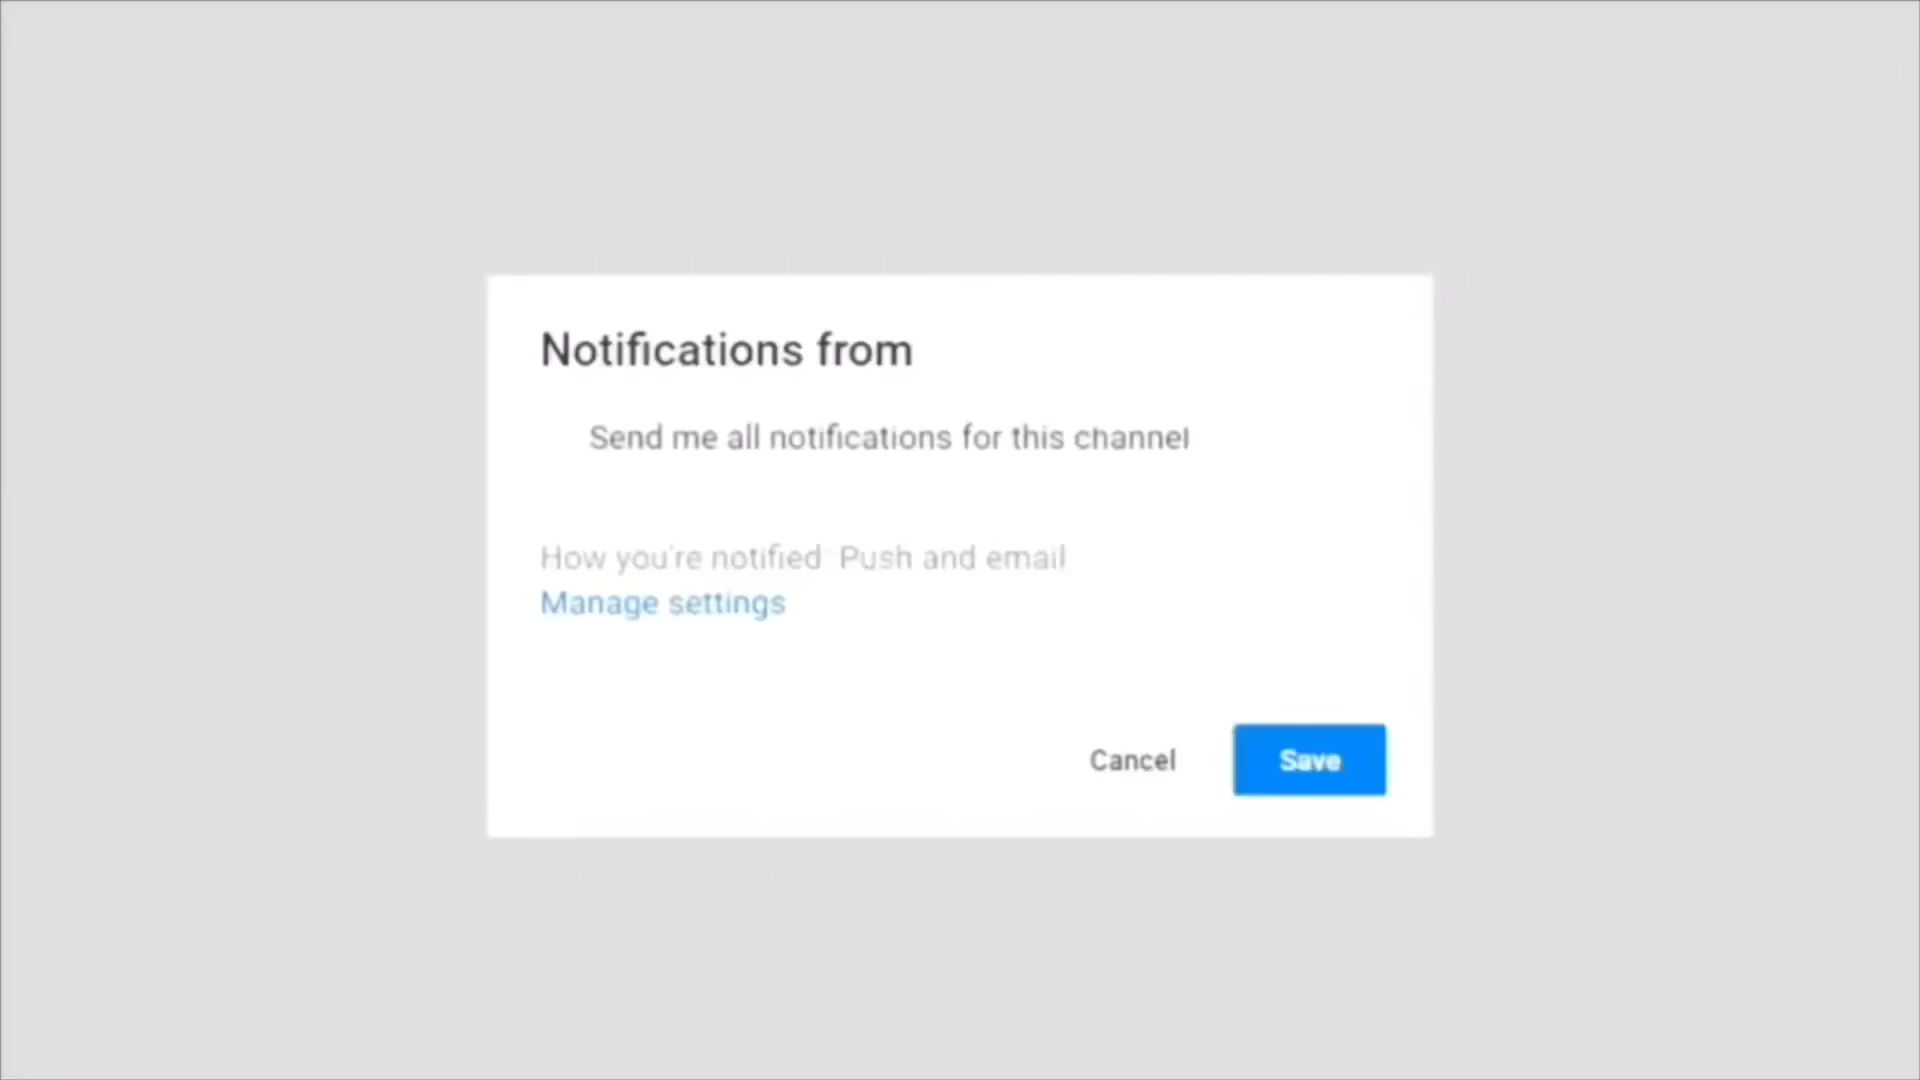 Notifications from
Send me all notifications for this channel
How you're notified: Push and email
Manage settings
Cancel
Save